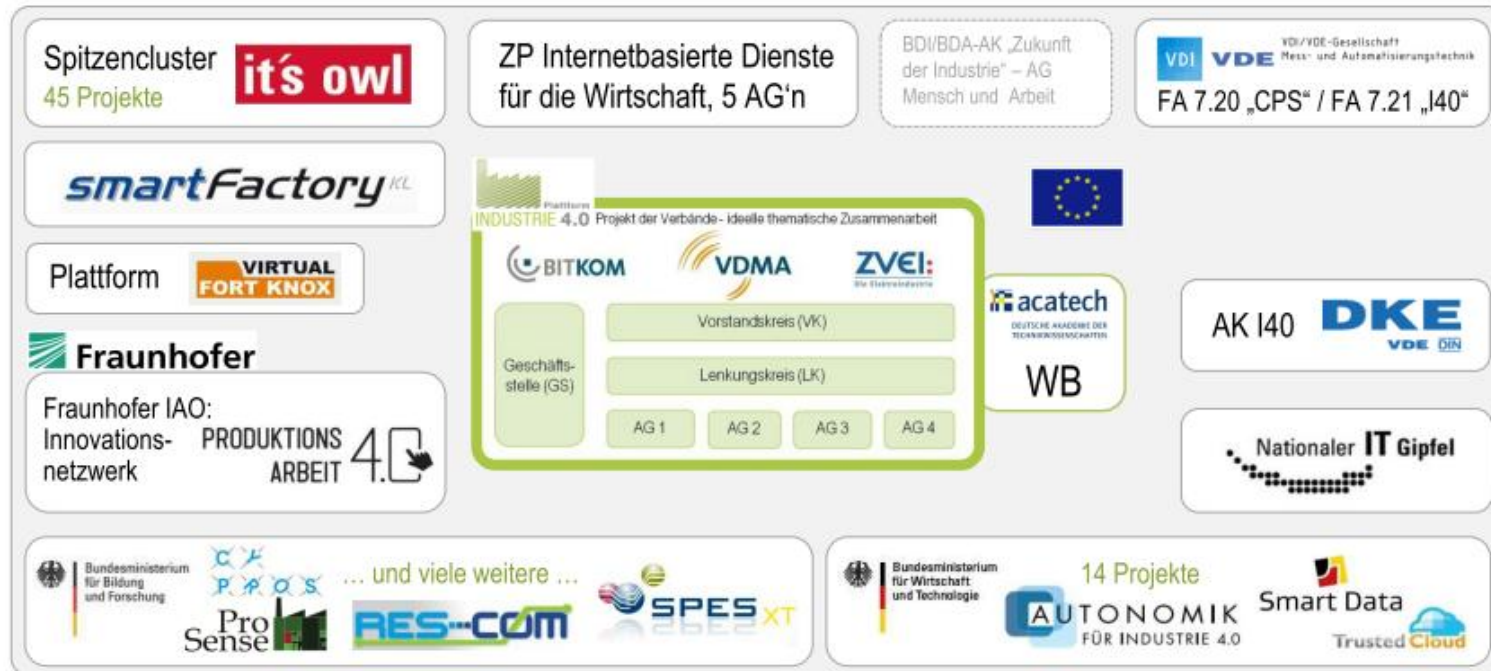 Spitzencluster
45 Projekte
it's owl
ZP Internetbasierte Dienste
für die Wirtschaft, 5 AG'n
BDI/BDA-AK „Zukunft
der Industrie“ – AG
Mensch und Arbeit
VDI
VDE
VDI/VDE-Gesellschaft
Mess- und Automatisierungstechnik
FA 7.20 „CPS“ / FA 7.21 „I40“
smartFactory KL
Plattform
INDUSTRIE 4.0
Projekt der Verbände - ideelle thematische Zusammenarbeit
BITKOM
VDMA
ZVEI:
Die Elektroindustrie
Geschäfts-
stelle (GS)
Vorstandskreis (VK)
Lenkungskreis (LK)
AG 1
AG 2
AG 3
AG 4
acatech
DEUTSCHE AKADEMIE DER
TECHNIKWISSENSCHAFTEN
WB
Plattform
VIRTUAL
FORT KNOX
AK I40
DKE
VDE DIN
Fraunhofer
Fraunhofer IAO:
Innovations-
netzwerk
PRODUKTIONS
ARBEIT 4.0
Nationaler IT Gipfel
Bundesministerium
für Bildung
und Forschung
CY
PROS
Pro
Sense
... und viele weitere ...
RES-COM
SPES XT
Bundesministerium
für Wirtschaft
und Technologie
14 Projekte
AUTONOMIK
FÜR INDUSTRIE 4.0
Smart Data
Trusted Cloud